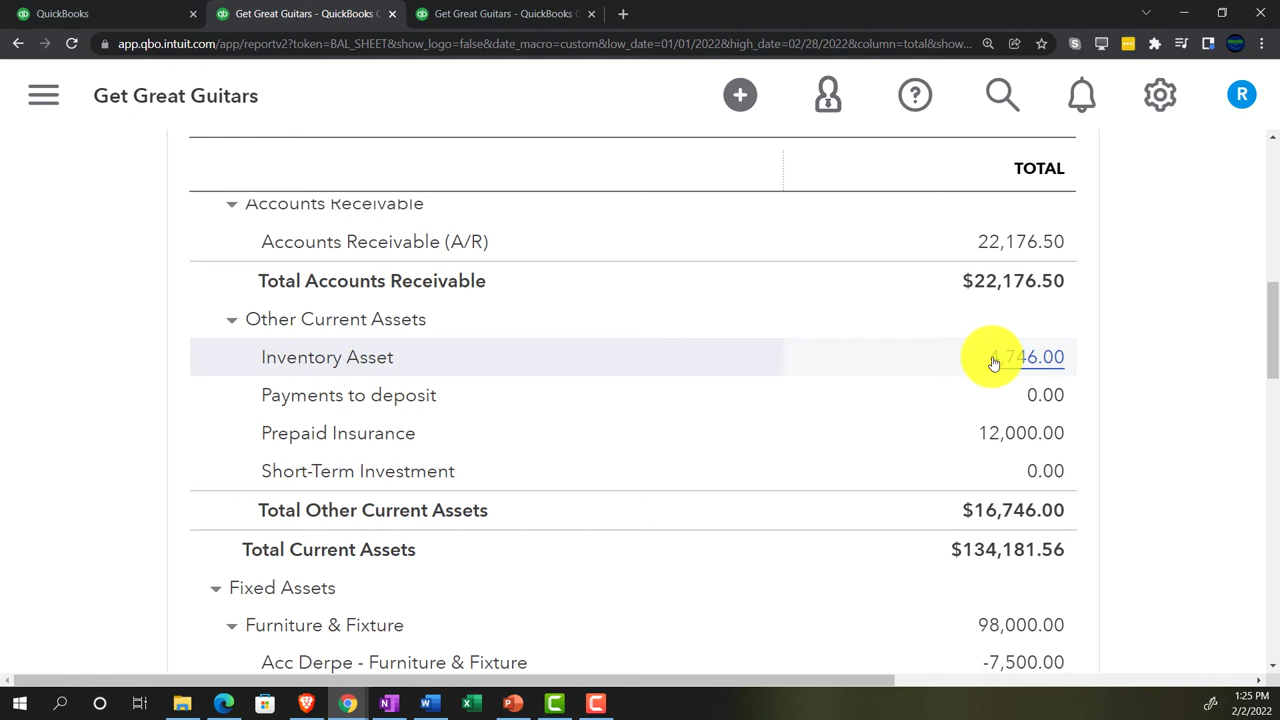 QuickBooks
Get Great Guitars - QuickBooks
Get Great Guitars - QuickBooks
app.qbo.intuit.com/app/reportv2?token=BAL_SHEET&show_logo=false&date_macro=custom&low_date=01/01/2022&high_date=02/28/2022&column=total&show...
Get Great Guitars
R
TOTAL
Accounts Receivable
Accounts Receivable (A/R) 22,176.50
Total Accounts Receivable $22,176.50
Other Current Assets
Inventory Asset 4,746.00
Payments to deposit 0.00
Prepaid Insurance 12,000.00
Short-Term Investment 0.00
Total Other Current Assets $16,746.00
Total Current Assets $134,181.56
Fixed Assets
Furniture & Fixture 98,000.00
Acc Derpe - Furniture & Fixture -7,500.00
1:25 PM
2/2/2022